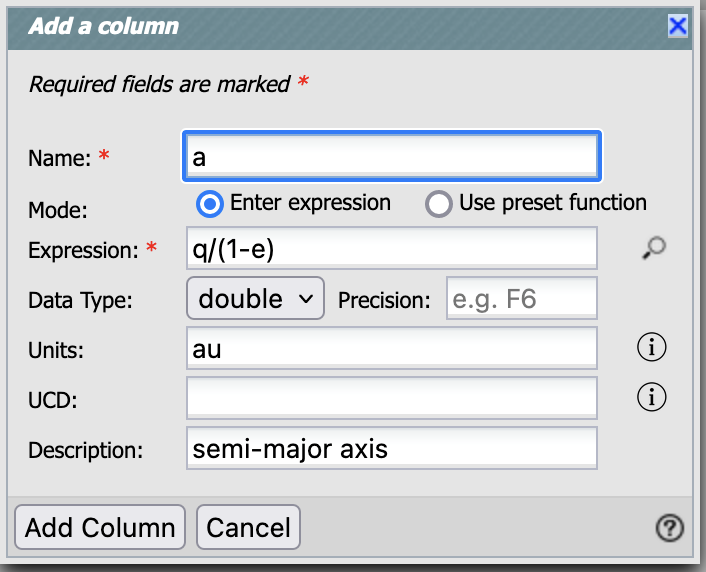 Add a column
Required fields are marked *
Name: * a
Mode: Enter expression Use preset function
Expression: * q/(1-e)
Data Type: double Precision: e.g. F6
Units: au
UCD:
Description: semi-major axis
Add Column Cancel